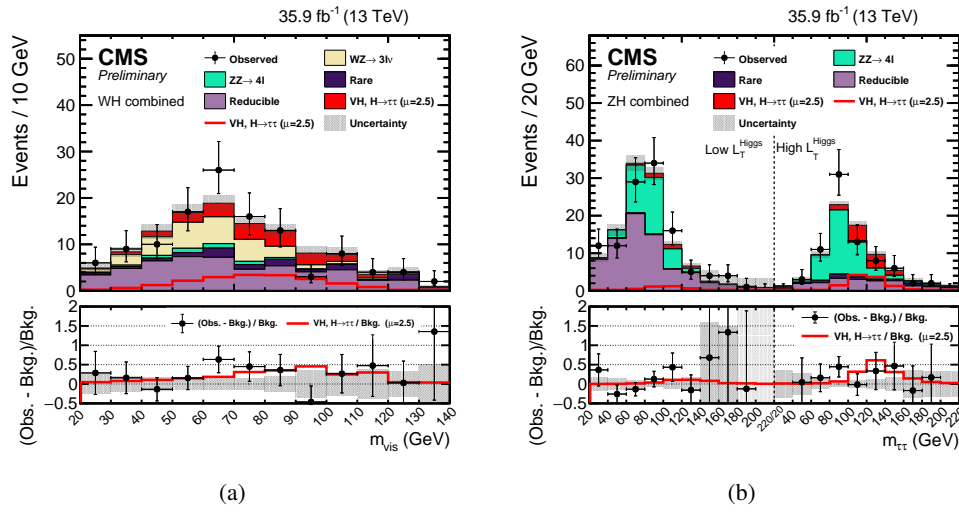 35.9 fb⁻¹ (13 TeV)
CMS
Preliminary
WH combined
Observed
WZ→ 3lν
ZZ→ 4l
Rare
Reducible
VH, H→ττ (μ=2.5)
VH, H→ττ (μ=2.5)
Uncertainty
Events / 10 GeV
50
40
30
20
10
0
2
1.5
1
0.5
0
−0.5
(Obs. - Bkg.)/Bkg.
(Obs. - Bkg.) / Bkg.
VH, H→ττ / Bkg. (μ=2.5)
20 30 40 50 60 70 80 90 100 110 120 130 140
m_vis (GeV)
(a)
35.9 fb⁻¹ (13 TeV)
CMS
Preliminary
ZH combined
Observed
ZZ→ 4l
Rare
Reducible
VH, H→ττ (μ=2.5)
VH, H→ττ (μ=2.5)
Uncertainty
Low L_T^Higgs
High L_T^Higgs
Events / 20 GeV
60
50
40
30
20
10
0
2
1.5
1
0.5
0
−0.5
(Obs. - Bkg.)/Bkg.
(Obs. - Bkg.) / Bkg.
VH, H→ττ / Bkg. (μ=2.5)
20 40 60 80 100 120 140 160 180 200 220/20 40 60 80 100 120 140 160 180 200 220
m_ττ (GeV)
(b)